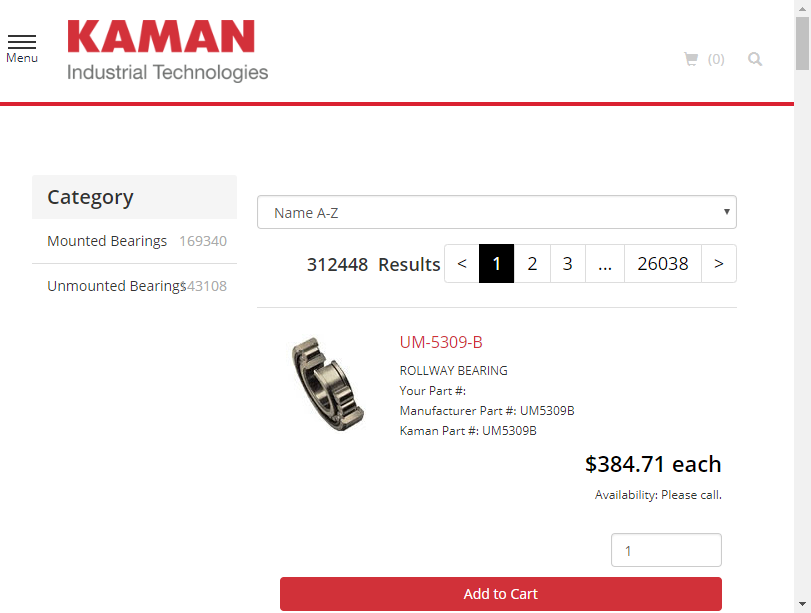 Menu
KAMAN
Industrial Technologies
(0)
Category
Mounted Bearings 169340
Unmounted Bearings 143108
Name A-Z
312448 Results < 1 2 3 ... 26038 >
UM-5309-B
ROLLWAY BEARING
Your Part #:
Manufacturer Part #: UM5309B
Kaman Part #: UM5309B
$384.71 each
Availability: Please call.
1
Add to Cart